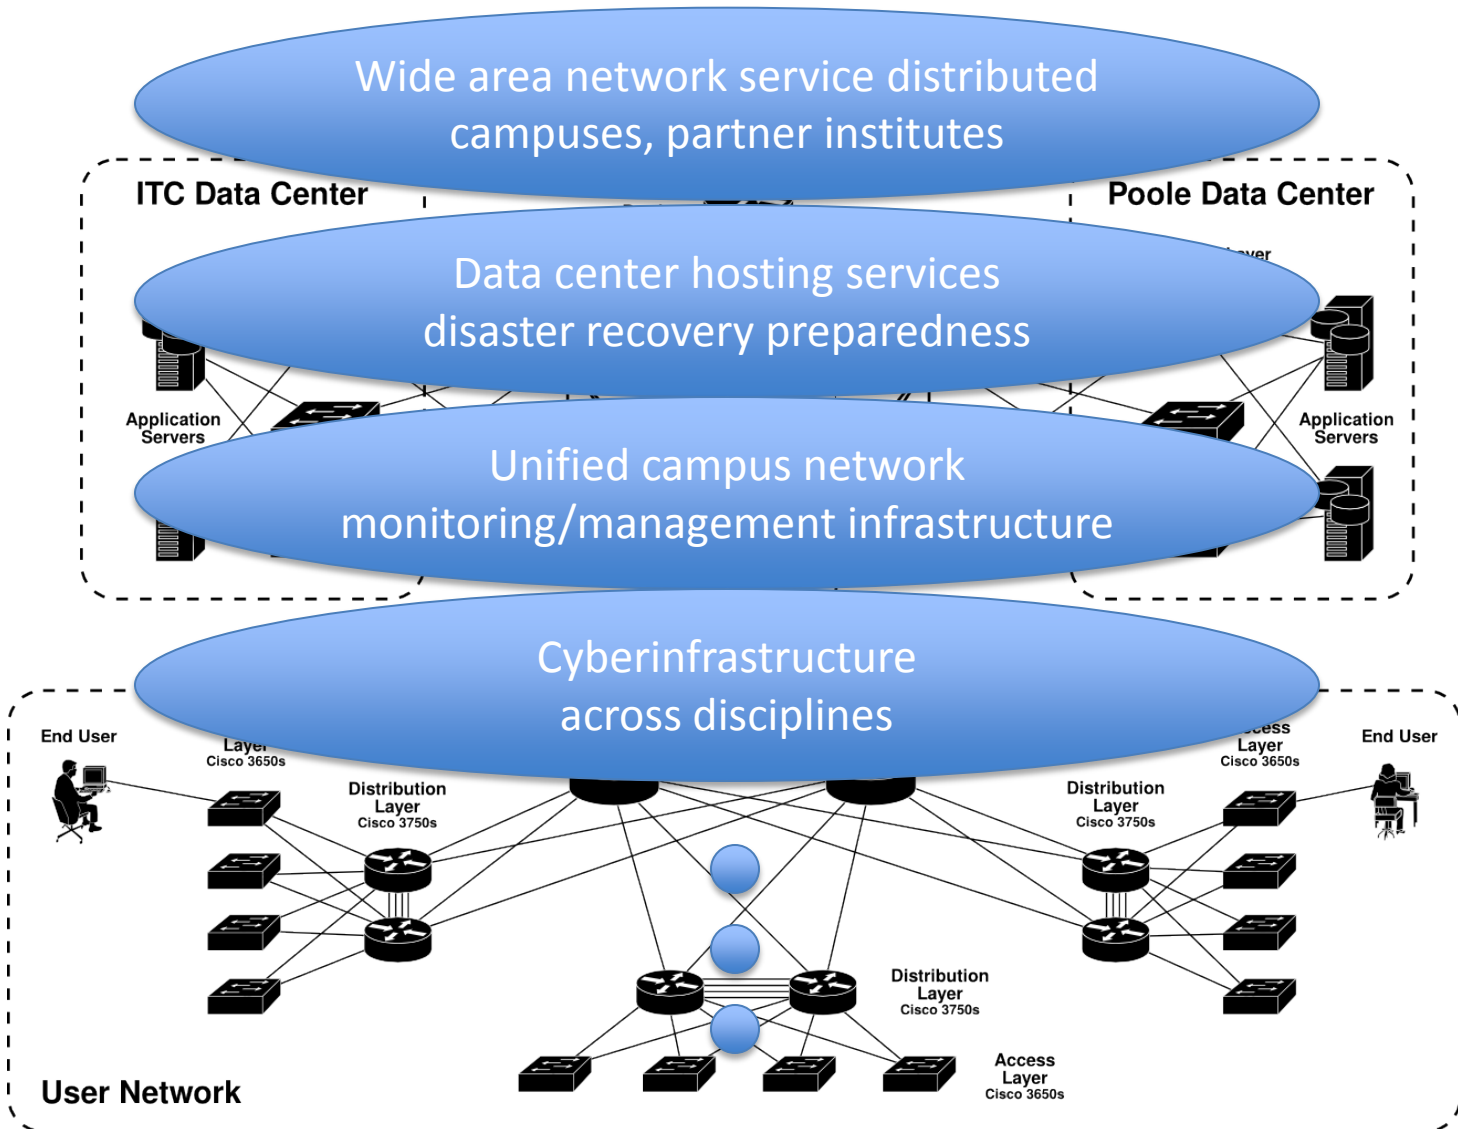 Wide area network service distributed
campuses, partner institutes
ITC Data Center
Poole Data Center
Data center hosting services
disaster recovery preparedness
Application
Servers
Application
Servers
Unified campus network
monitoring/management infrastructure
Cyberinfrastructure
across disciplines
End User
Layer
Cisco 3650s
Distribution
Layer
Cisco 3750s
Distribution
Layer
Cisco 3750s
Layer
Cisco 3650s
End User
Distribution
Layer
Cisco 3750s
Access
Layer
Cisco 3650s
User Network